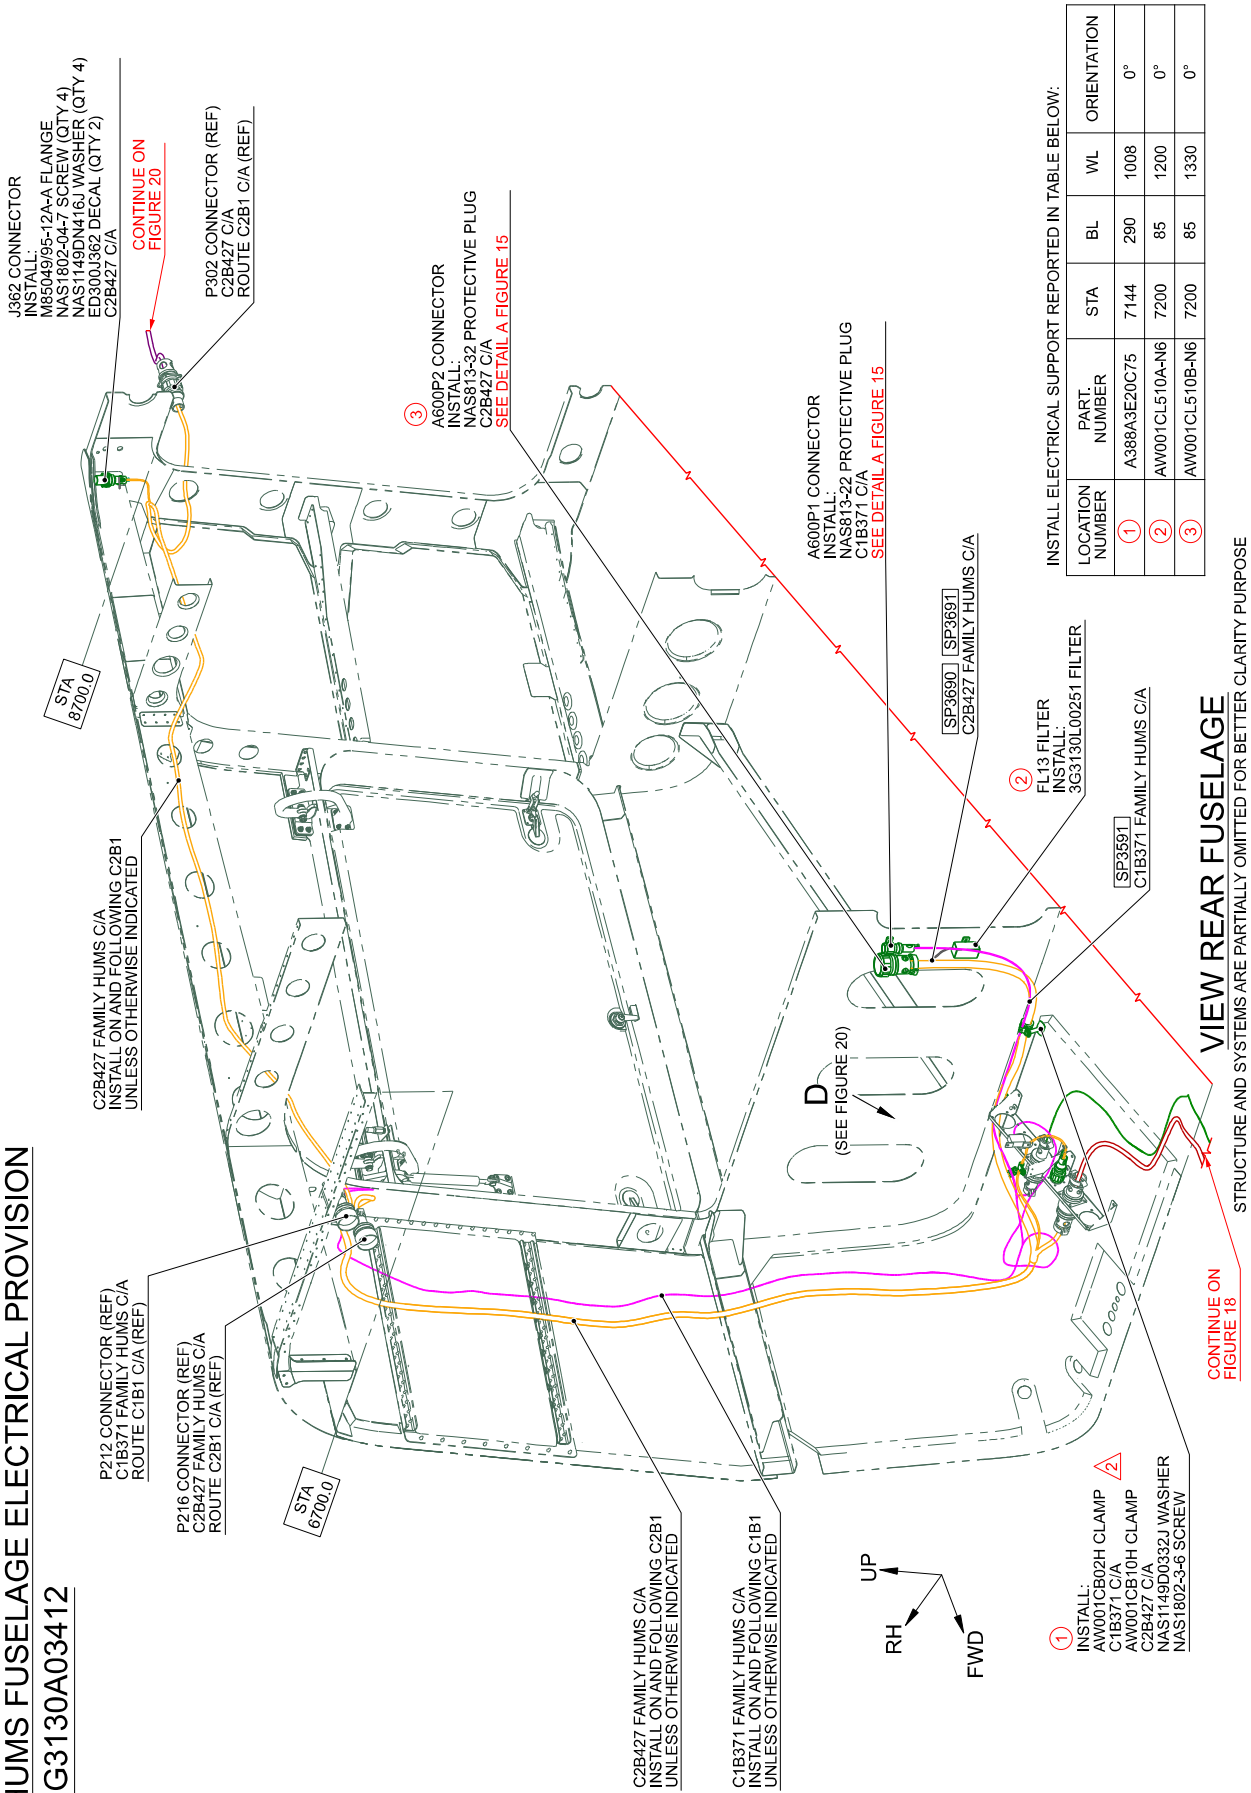 IUMS FUSELAGE ELECTRICAL PROVISION
G3130A03412
J362 CONNECTOR
INSTALL:
M85049/95-12A-A FLANGE
NAS1802-04-7 SCREW (QTY 4)
NAS1149DN416J WASHER (QTY 4)
ED300J362 DECAL (QTY 2)
C2B427 C/A
CONTINUE ON
FIGURE 20
P302 CONNECTOR (REF)
C2B427 C/A
ROUTE C2B1 C/A (REF)
STA
8700.0
C2B427 FAMILY HUMS C/A
INSTALL ON AND FOLLOWING C2B1
UNLESS OTHERWISE INDICATED
P212 CONNECTOR (REF)
C1B371 FAMILY HUMS C/A
ROUTE C1B1 C/A (REF)
P216 CONNECTOR (REF)
C2B427 FAMILY HUMS C/A
ROUTE C2B1 C/A (REF)
STA
6700.0
3
A600P2 CONNECTOR
INSTALL:
NAS813-32 PROTECTIVE PLUG
C2B427 C/A
SEE DETAIL A FIGURE 15
A600P1 CONNECTOR
INSTALL:
NAS813-22 PROTECTIVE PLUG
C1B371 C/A
SEE DETAIL A FIGURE 15
SP3690 SP3691
C2B427 FAMILY HUMS C/A
2
FL13 FILTER
INSTALL:
3G3130L00251 FILTER
SP3591
C1B371 FAMILY HUMS C/A
D
(SEE FIGURE 20)
C2B427 FAMILY HUMS C/A
INSTALL ON AND FOLLOWING C2B1
UNLESS OTHERWISE INDICATED
C1B371 FAMILY HUMS C/A
INSTALL ON AND FOLLOWING C1B1
UNLESS OTHERWISE INDICATED
UP
RH
FWD
1
INSTALL:
AW001CB02H CLAMP 2
C1B371 C/A
AW001CB10H CLAMP
C2B427 C/A
NAS1149D0332J WASHER
NAS1802-3-6 SCREW
CONTINUE ON
FIGURE 18
INSTALL ELECTRICAL SUPPORT REPORTED IN TABLE BELOW:
LOCATION NUMBER PART. NUMBER STA BL WL ORIENTATION
1 A388A3E20C75 7144 290 1008 0°
2 AW001CL510A-N6 7200 85 1200 0°
3 AW001CL510B-N6 7200 85 1330 0°
VIEW REAR FUSELAGE
STRUCTURE AND SYSTEMS ARE PARTIALLY OMITTED FOR BETTER CLARITY PURPOSE